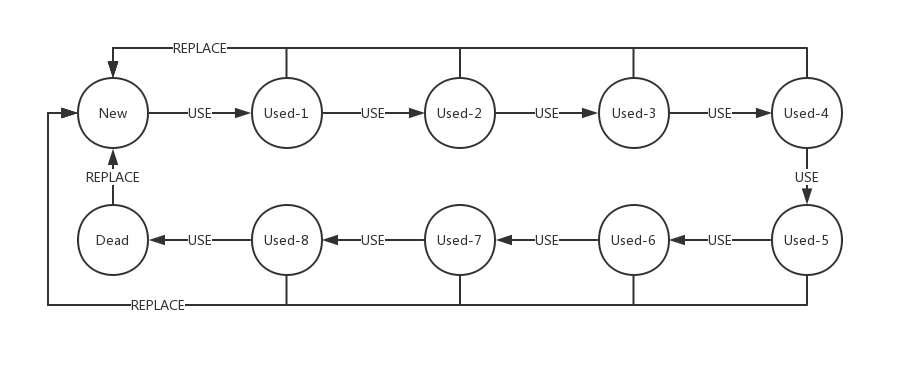 REPLACE
New
USE
Used-1
USE
Used-2
USE
Used-3
USE
Used-4
REPLACE
USE
Dead
USE
Used-8
USE
Used-7
USE
Used-6
USE
Used-5
REPLACE